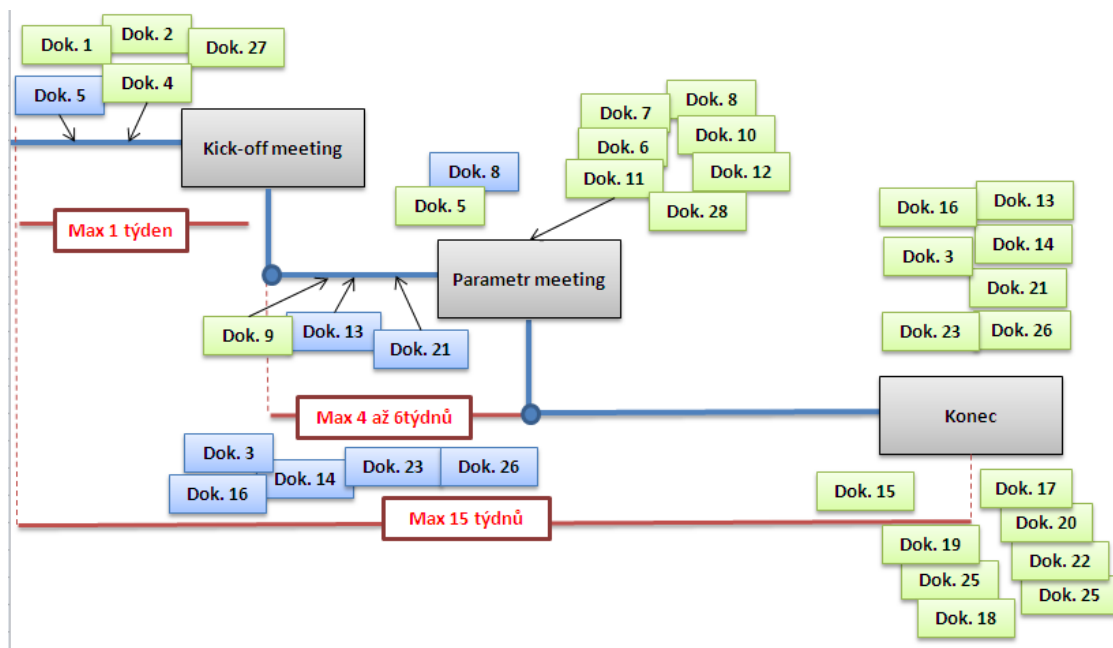 Dok. 1
Dok. 2
Dok. 27
Dok. 5
Dok. 4
Kick-off meeting
Max 1 týden
Dok. 8
Dok. 5
Dok. 7
Dok. 8
Dok. 6
Dok. 10
Dok. 11
Dok. 12
Dok. 28
Parametr meeting
Dok. 9
Dok. 13
Dok. 21
Dok. 16
Dok. 13
Dok. 3
Dok. 14
Dok. 21
Dok. 23
Dok. 26
Max 4 až 6týdnů
Konec
Dok. 3
Dok. 14
Dok. 23
Dok. 26
Dok. 16
Max 15 týdnů
Dok. 15
Dok. 17
Dok. 20
Dok. 19
Dok. 22
Dok. 25
Dok. 25
Dok. 18